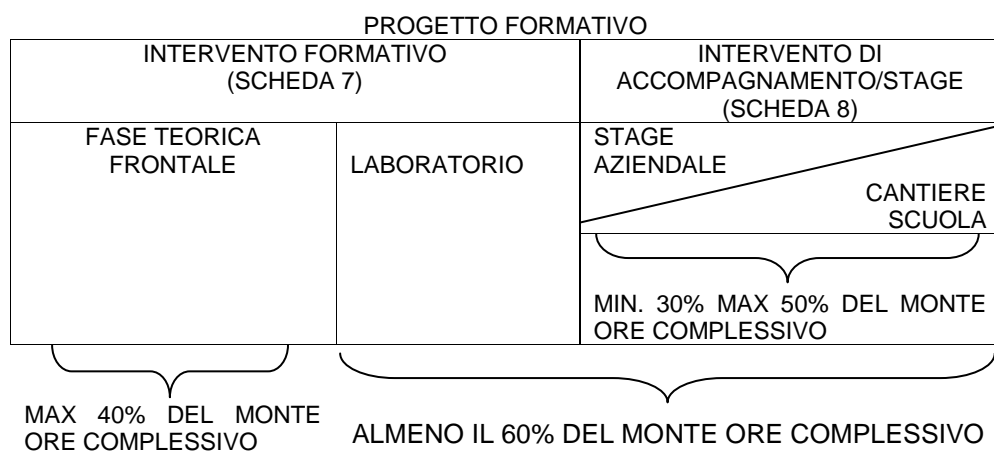 PROGETTO FORMATIVO
INTERVENTO FORMATIVO
(SCHEDA 7)
INTERVENTO DI
ACCOMPAGNAMENTO/STAGE
(SCHEDA 8)
FASE TEORICA
FRONTALE
LABORATORIO
STAGE
AZIENDALE
CANTIERE
SCUOLA
MIN. 30% MAX 50% DEL MONTE
ORE COMPLESSIVO
MAX 40% DEL MONTE
ORE COMPLESSIVO
ALMENO IL 60% DEL MONTE ORE COMPLESSIVO